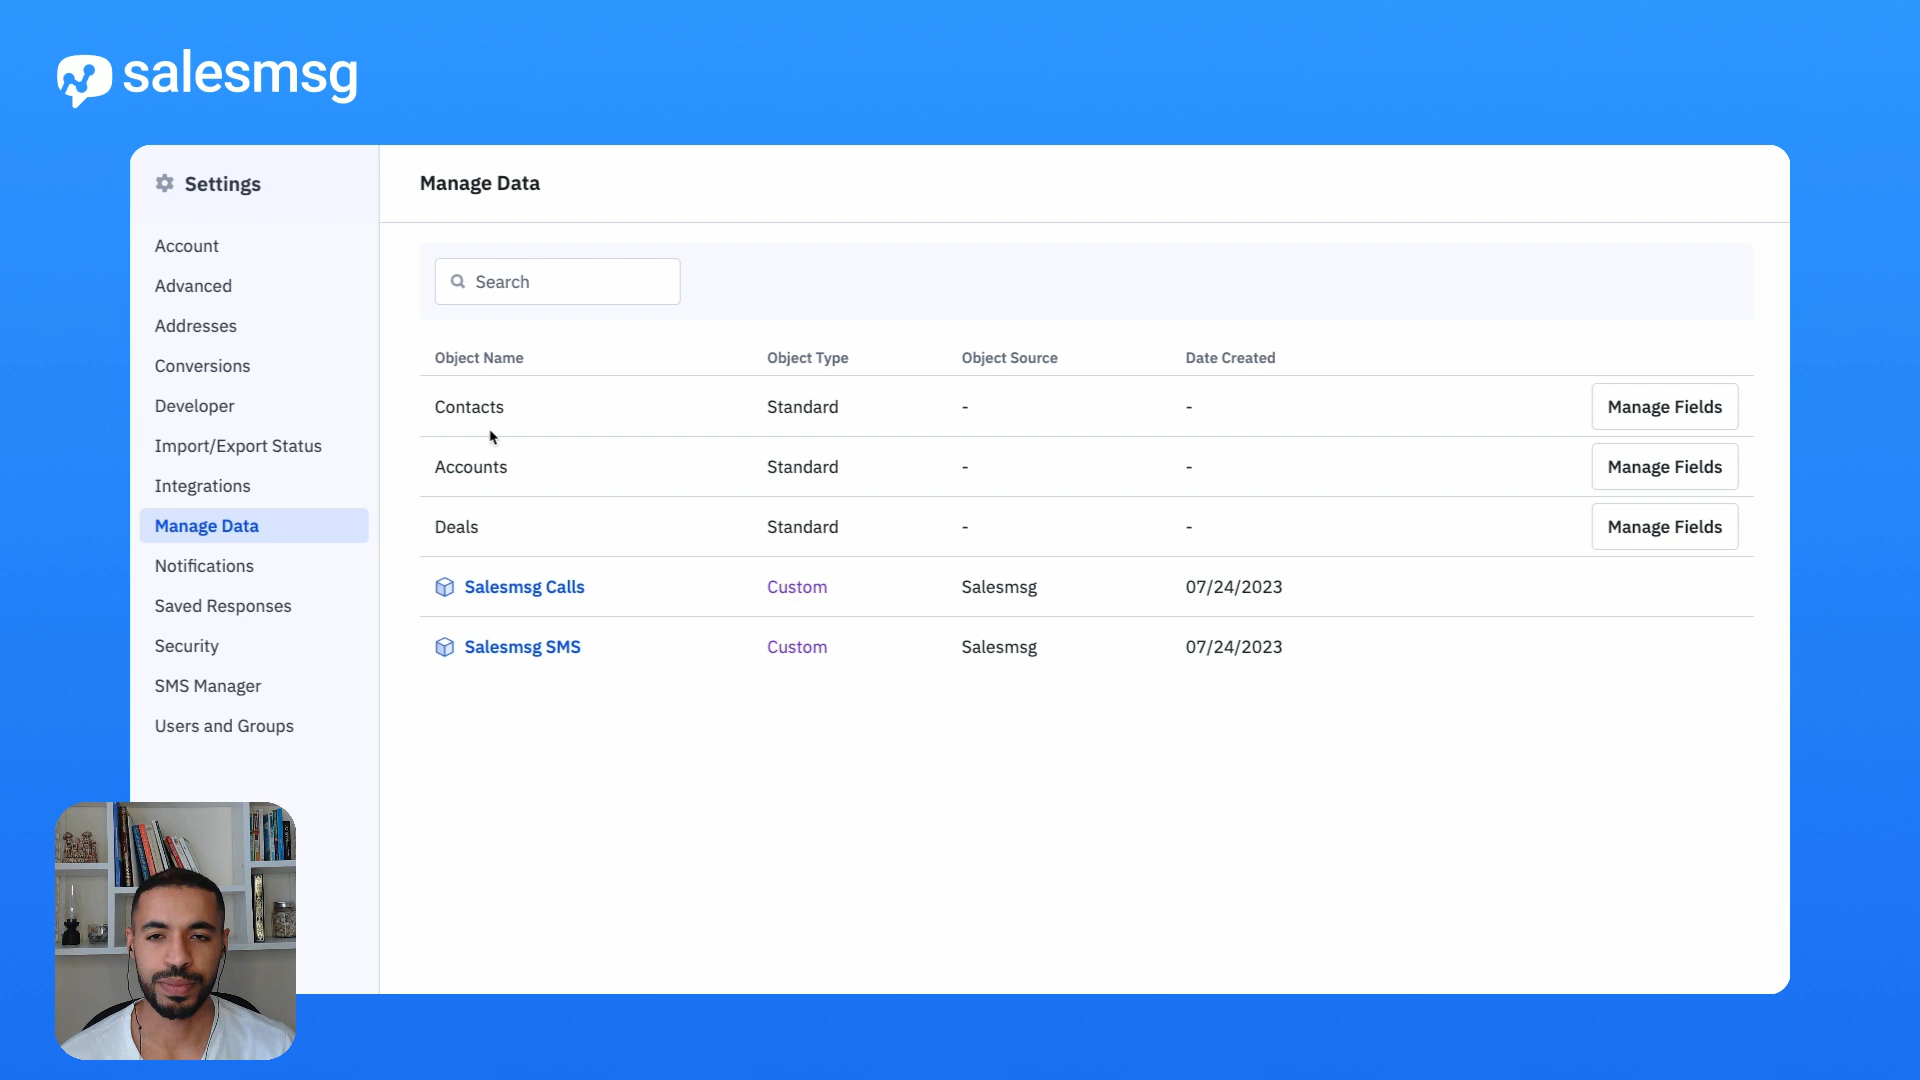 salesmsg
Settings
Account
Advanced
Addresses
Conversions
Developer
Import/Export Status
Integrations
Manage Data
Notifications
Saved Responses
Security
SMS Manager
Users and Groups
Manage Data
Search
Object Name Object Type Object Source Date Created
Contacts Standard - - Manage Fields
Accounts Standard - - Manage Fields
Deals Standard - - Manage Fields
Salesmsg Calls Custom Salesmsg 07/24/2023
Salesmsg SMS Custom Salesmsg 07/24/2023